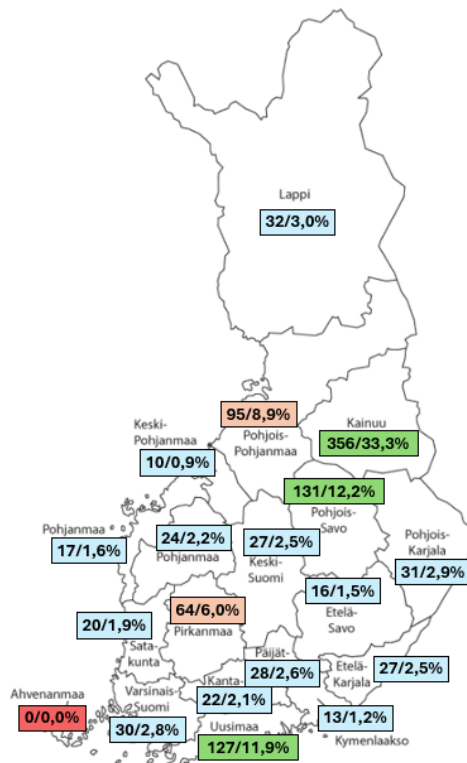 Lappi
32/3,0%
95/8,9%
Pohjois-
Pohjanmaa
Kainuu
356/33,3%
Keski-
Pohjanmaa
10/0,9%
131/12,2%
Pohjois-
Savo
Pohjanmaa
17/1,6%
24/2,2%
Pohjanmaa
27/2,5%
Keski-
Suomi
Pohjois-
Karjala
31/2,9%
16/1,5%
Etelä-
Savo
64/6,0%
Pirkanmaa
20/1,9%
Sata-
kunta
Päijät-
28/2,6%
Etelä-
Karjala
27/2,5%
Kanta-
22/2,1%
Ahvenanmaa
0/0,0%
Varsinais-
Suomi
30/2,8%
Uusimaa
127/11,9%
13/1,2%
Kymenlaakso